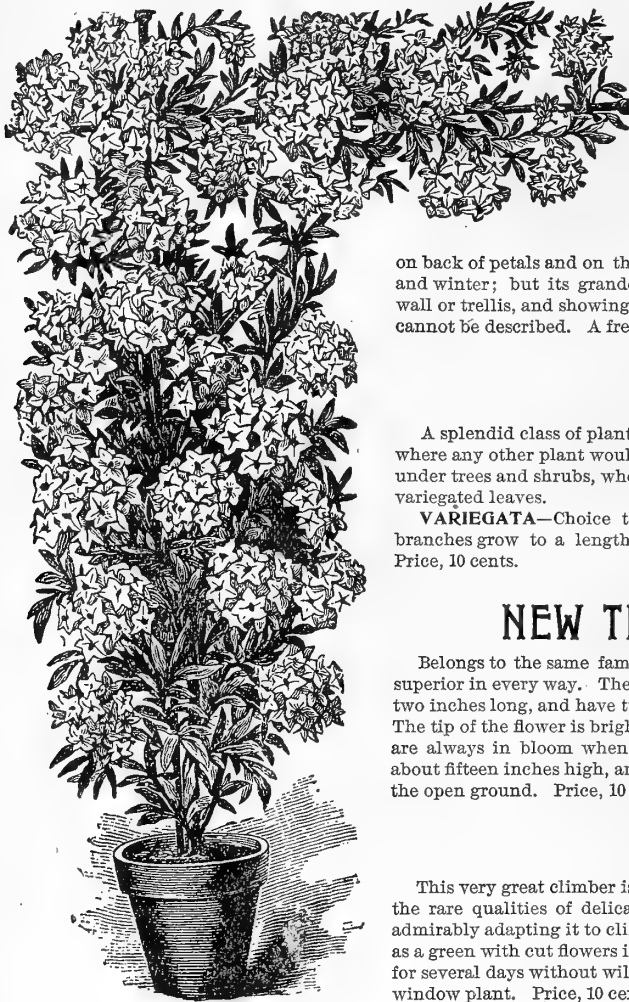 on back of petals and on th
and winter; but its grand
wall or trellis, and showing
cannot be described. A fre
A splendid class of plant
where any other plant woul
under trees and shrubs, wh
variegated leaves.
VARIEGATA—Choice t
branches grow to a length
Price, 10 cents.
NEW T
Belongs to the same fam
superior in every way. The
two inches long, and have t
The tip of the flower is brigh
are always in bloom when
about fifteen inches high, an
the open ground. Price, 10
This very great climber is
the rare qualities of delica
admirably adapting it to cli
as a green with cut flowers i
for several days without wil
window plant. Price, 10 ce